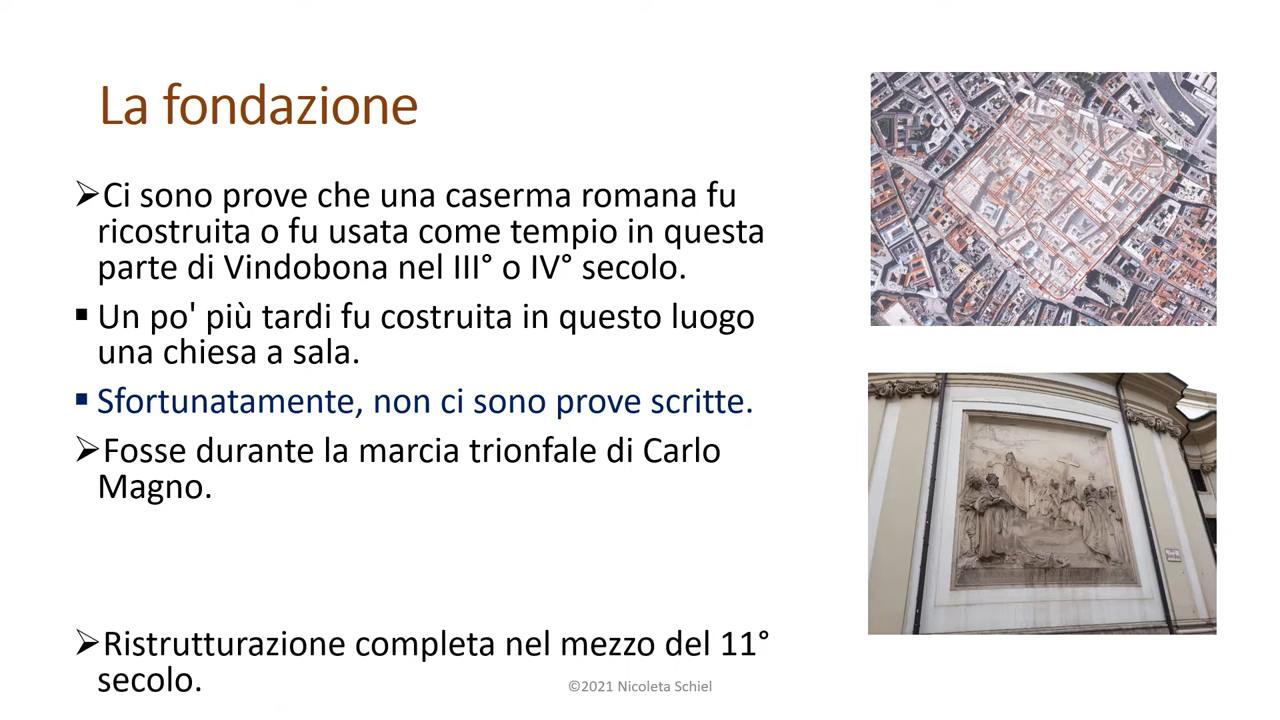 La fondazione
➢Ci sono prove che una caserma romana fu
ricostruita o fu usata come tempio in questa
parte di Vindobona nel III° o IV° secolo.
▪ Un po' più tardi fu costruita in questo luogo
una chiesa a sala.
▪ Sfortunatamente, non ci sono prove scritte.
➢Fosse durante la marcia trionfale di Carlo
Magno.
➢Ristrutturazione completa nel mezzo del 11°
secolo.
©2021 Nicoleta Schiel